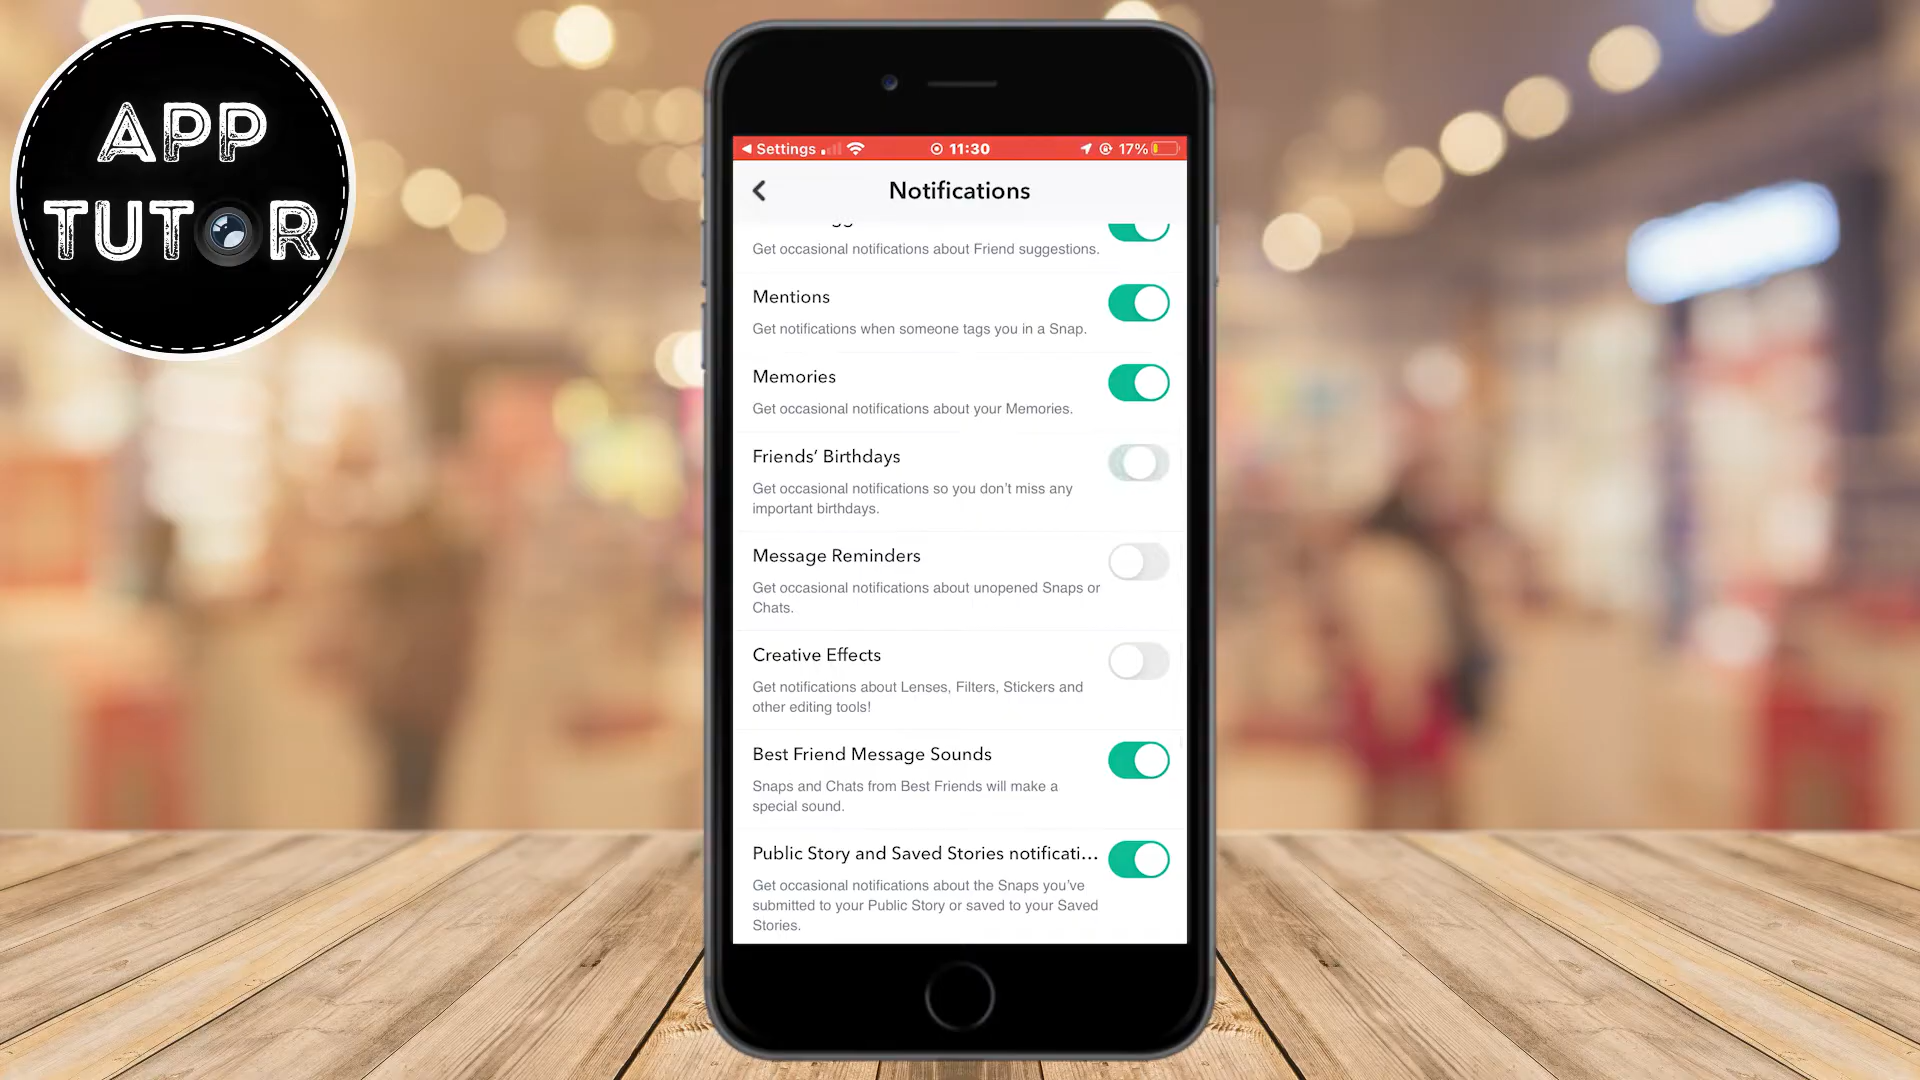 APP
TUTOR
Settings
11:30
17%
Notifications
Get occasional notifications about Friend suggestions.
Mentions
Get notifications when someone tags you in a Snap.
Memories
Get occasional notifications about your Memories.
Friends’ Birthdays
Get occasional notifications so you don’t miss any
important birthdays.
Message Reminders
Get occasional notifications about unopened Snaps or
Chats.
Creative Effects
Get notifications about Lenses, Filters, Stickers and
other editing tools!
Best Friend Message Sounds
Snaps and Chats from Best Friends will make a
special sound.
Public Story and Saved Stories notificati...
Get occasional notifications about the Snaps you’ve
submitted to your Public Story or saved to your Saved
Stories.